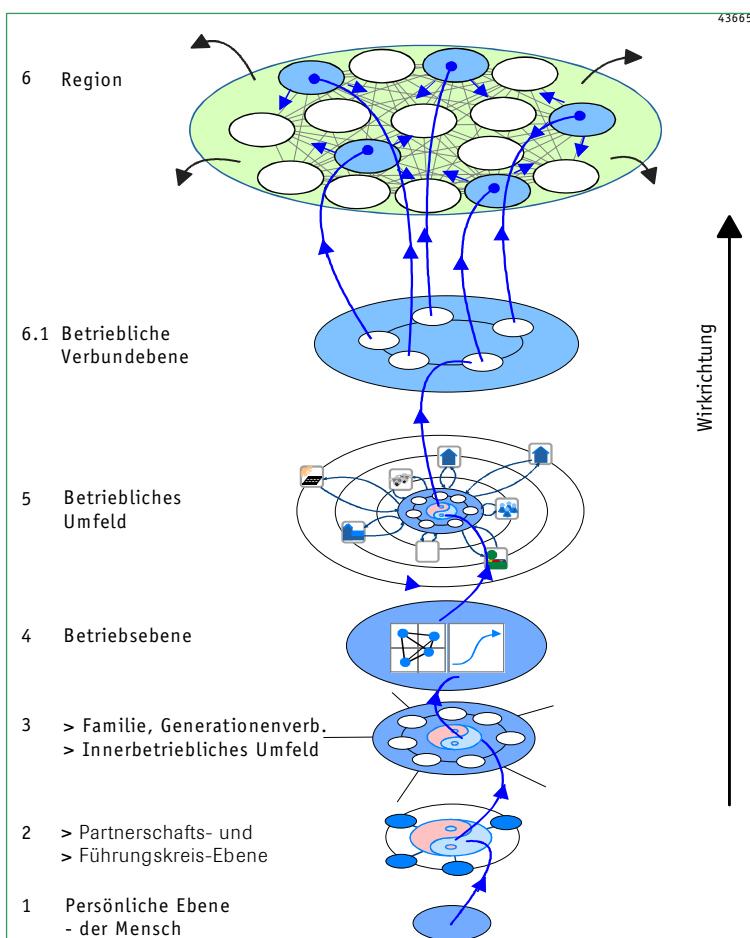 43665
6 Region
6.1 Betriebliche
Verbundebene
Wirkrichtung
5 Betriebliches
Umfeld
4 Betriebsebene
3 > Familie, Generationenverb.
> Innerbetriebliches Umfeld
2 > Partnerschafts- und
> Führungskreis-Ebene
1 Persönliche Ebene
- der Mensch